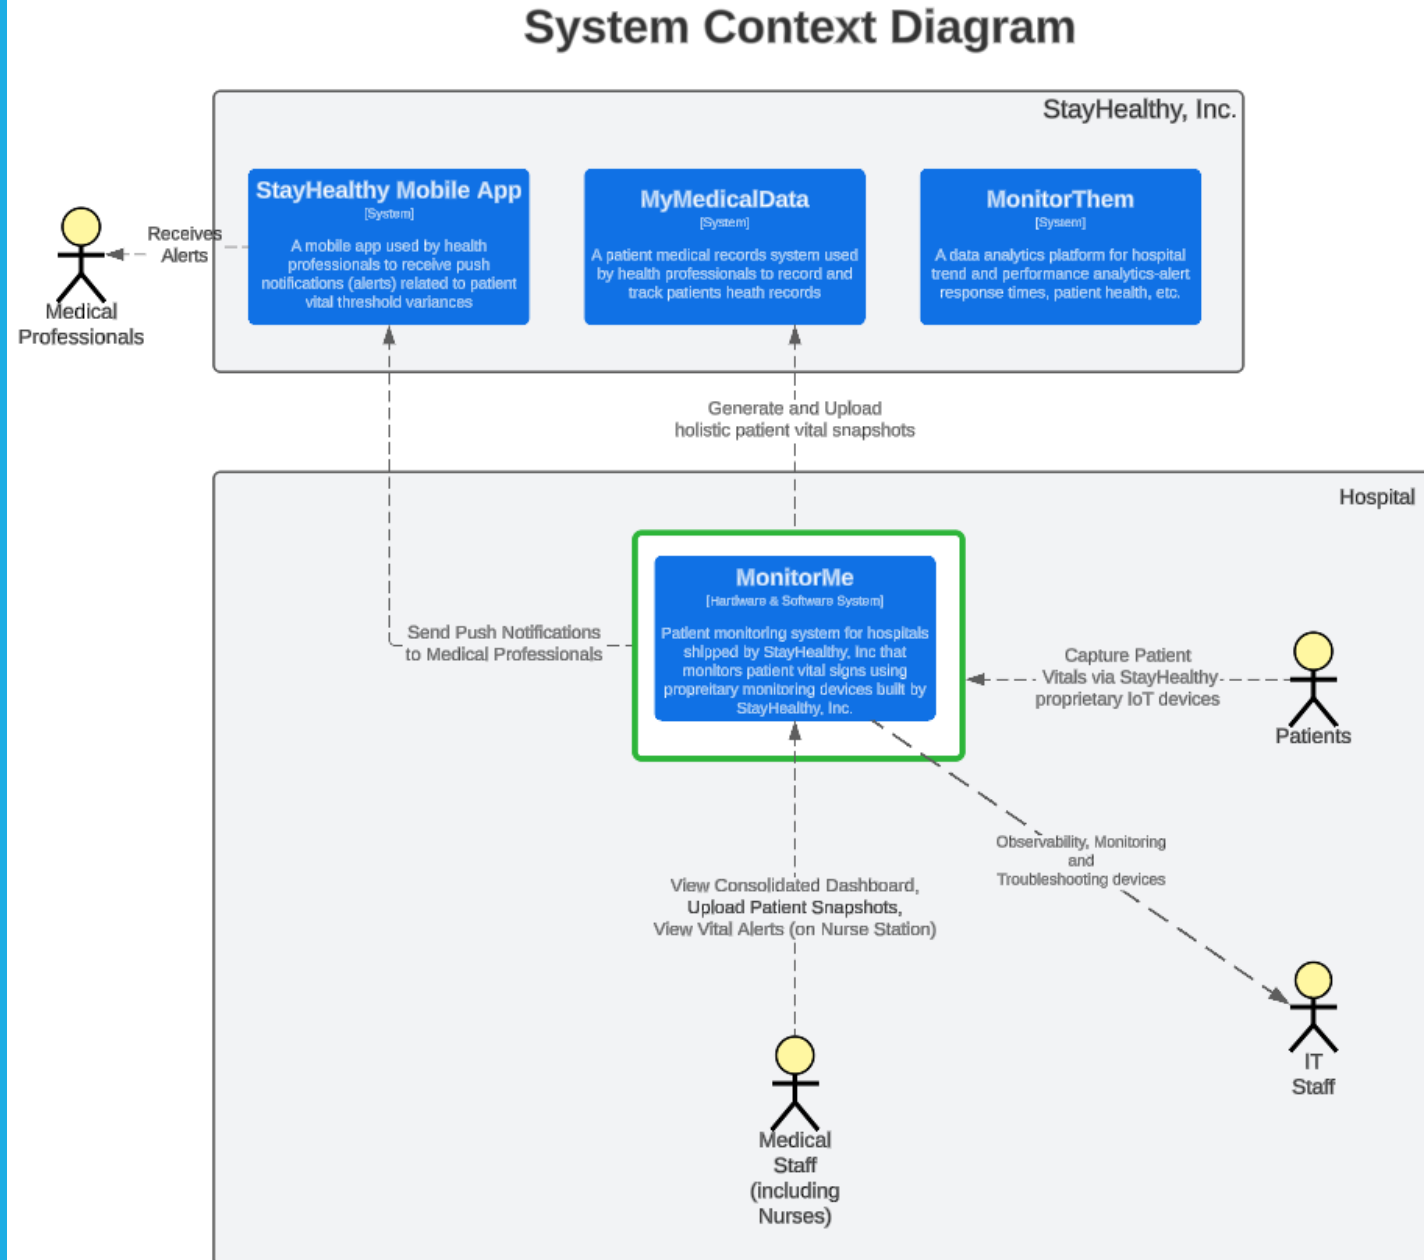 System Context Diagram
StayHealthy, Inc.
StayHealthy Mobile App
[System]
A mobile app used by health
professionals to receive push
notifications (alerts) related to patient
vital threshold variances
MyMedicalData
[System]
A patient medical records system used
by health professionals to record and
track patients heath records
MonitorThem
[System]
A data analytics platform for hospital
trend and performance analytics-alert
response times, patient health, etc.
Receives
Alerts
Medical
Professionals
Generate and Upload
holistic patient vital snapshots
Hospital
MonitorMe
[Hardware & Software System]
Patient monitoring system for hospitals
shipped by StayHealthy, Inc that
monitors patient vital signs using
propreitary monitoring devices built by
StayHealthy, Inc.
Send Push Notifications
to Medical Professionals
Capture Patient
Vitals via StayHealthy
proprietary IoT devices
Patients
Observability, Monitoring
and
Troubleshooting devices
View Consolidated Dashboard,
Upload Patient Snapshots,
View Vital Alerts (on Nurse Station)
IT
Staff
Medical
Staff
(including
Nurses)